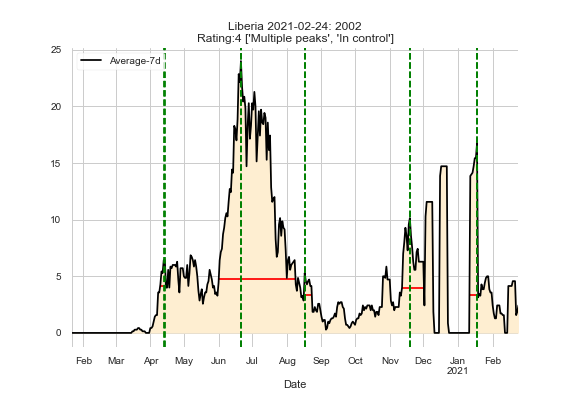 Liberia 2021-02-24: 2002
Rating:4 ['Multiple peaks', 'In control']
Average-7d
25
20
15
10
5
0
Feb Mar Apr May Jun Jul Aug Sep Oct Nov Dec Jan Feb
2021
Date